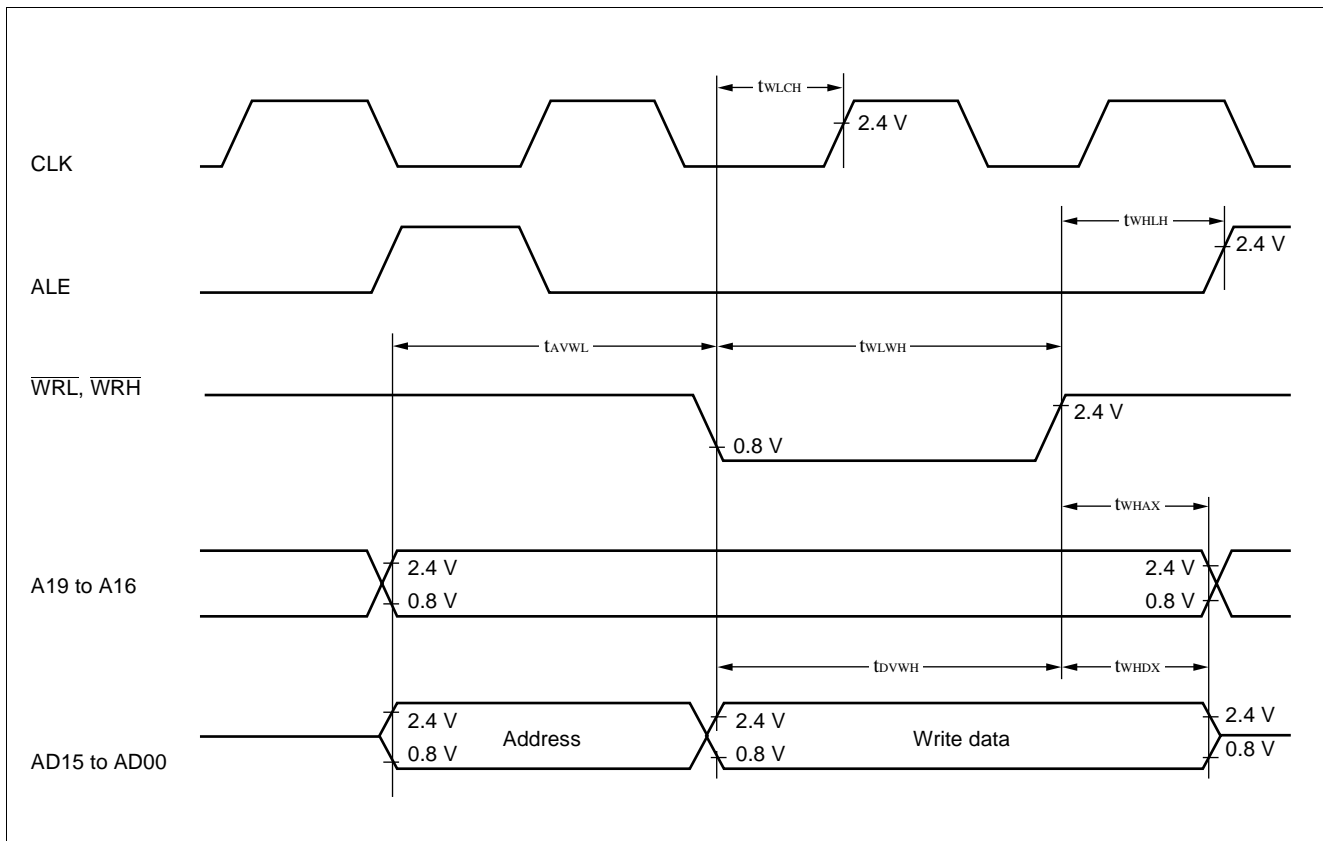 tWLCH
2.4 V
CLK
tWHLH
2.4 V
ALE
tAVWL tWLWH
WRL, WRH
2.4 V
0.8 V
tWHAX
2.4 V 2.4 V
A19 to A16
0.8 V 0.8 V
tDVWH tWHDX
2.4 V 2.4 V 2.4 V
Address Write data
0.8 V 0.8 V 0.8 V
AD15 to AD00